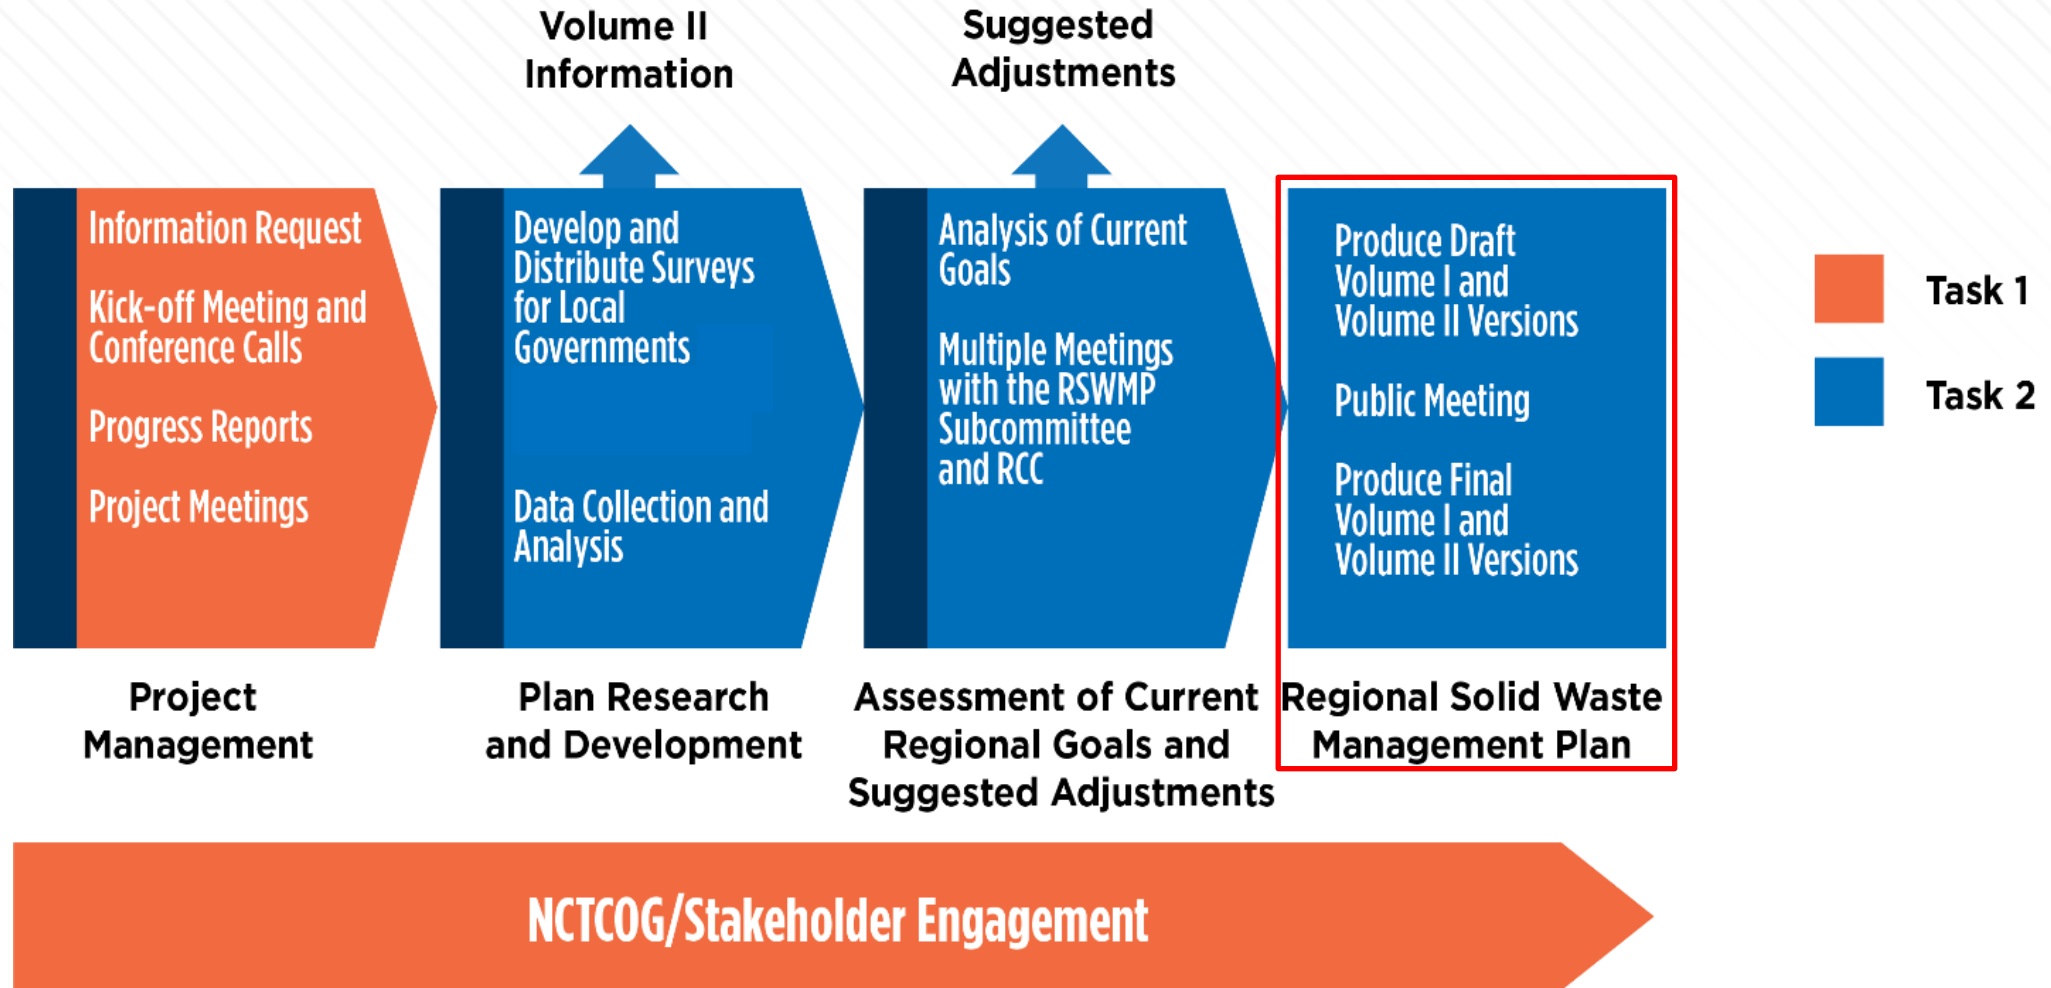 Volume II
Information
Suggested
Adjustments
Information Request
Kick-off Meeting and
Conference Calls
Progress Reports
Project Meetings
Develop and
Distribute Surveys
for Local
Governments
Data Collection and
Analysis
Analysis of Current
Goals
Multiple Meetings
with the RSWMP
Subcommittee
and RCC
Produce Draft
Volume I and
Volume II Versions
Public Meeting
Produce Final
Volume I and
Volume II Versions
Task 1
Task 2
Project
Management
Plan Research
and Development
Assessment of Current
Regional Goals and
Suggested Adjustments
Regional Solid Waste
Management Plan
NCTCOG/Stakeholder Engagement